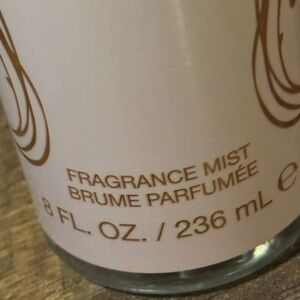 FRAGRANCE MIST
BRUME PARFUMÉE
8 FL. OZ. / 236 mL ℮